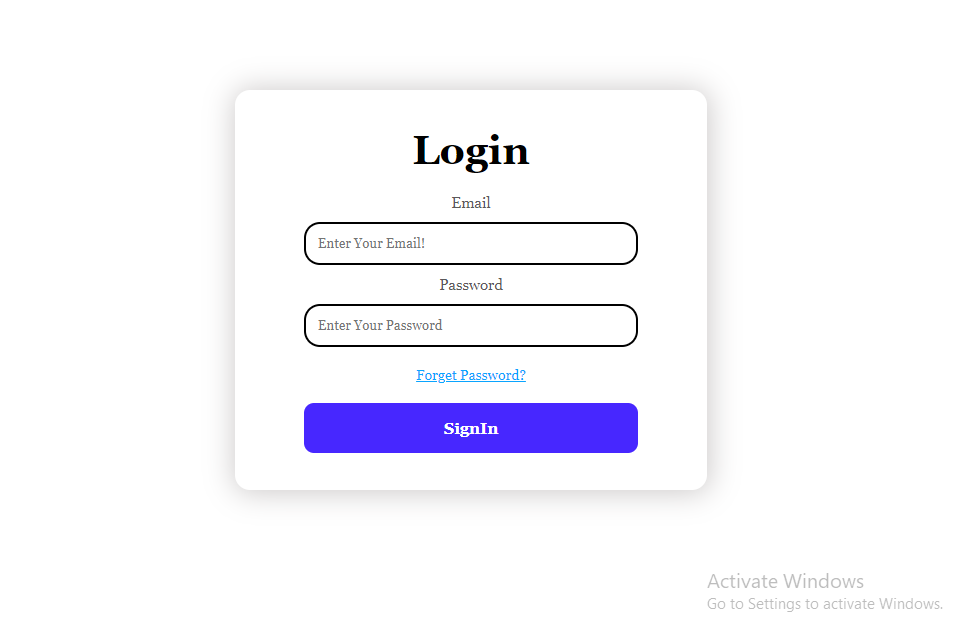 Login
Email
Enter Your Email!
Password
Enter Your Password
Forget Password?
SignIn
Activate Windows
Go to Settings to activate Windows.